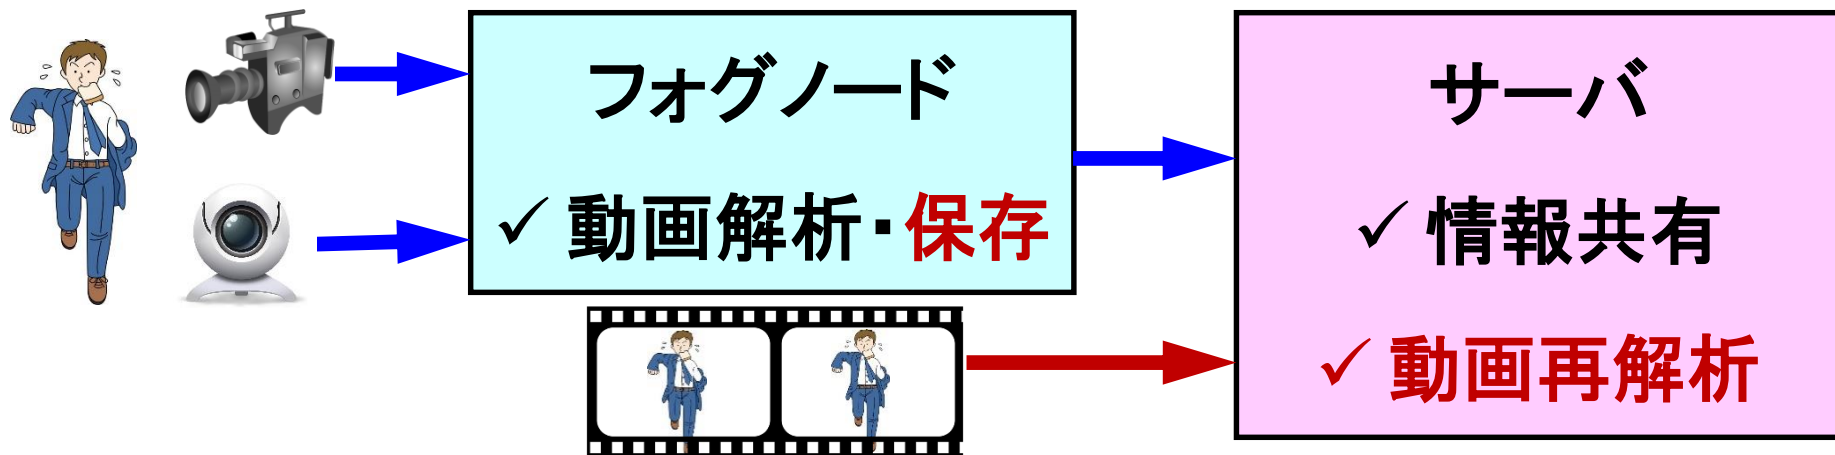 フォグノード
✓ 動画解析・保存
サーバ
✓ 情報共有
✓ 動画再解析